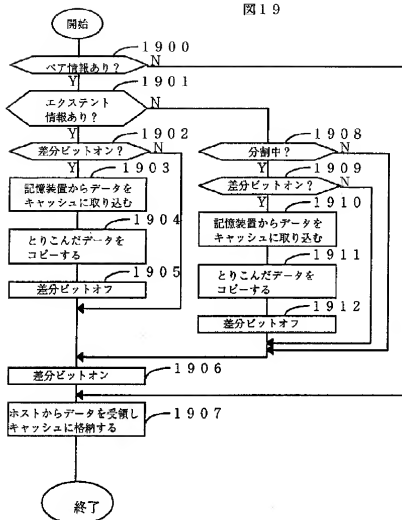 図19
開始
1900
ペア情報あり？
N
Y
1901
エクステント
情報あり？
N
Y
1902
差分ビットオン？
N
Y
1903
記憶装置からデータを
キャッシュに取り込む
1904
とりこんだデータを
コピーする
1905
差分ビットオフ
1908
分割中？
N
Y
1909
差分ビットオン？
N
Y
1910
記憶装置からデータを
キャッシュに取り込む
1911
とりこんだデータを
コピーする
1912
差分ビットオフ
差分ビットオン
1906
ホストからデータを受領し
キャッシュに格納する
1907
終了